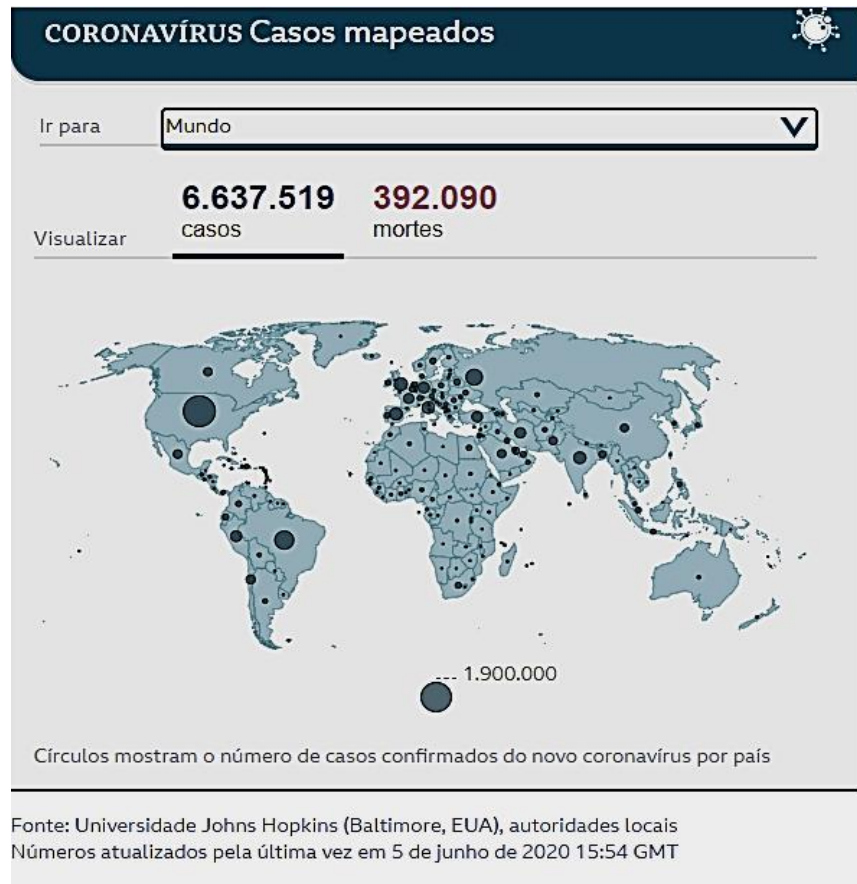 CORONAVÍRUS Casos mapeados
Ir para
Mundo
6.637.519 392.090
casos mortes
Visualizar
1.900.000
Círculos mostram o número de casos confirmados do novo coronavírus por país
Fonte: Universidade Johns Hopkins (Baltimore, EUA), autoridades locais
Números atualizados pela última vez em 5 de junho de 2020 15:54 GMT